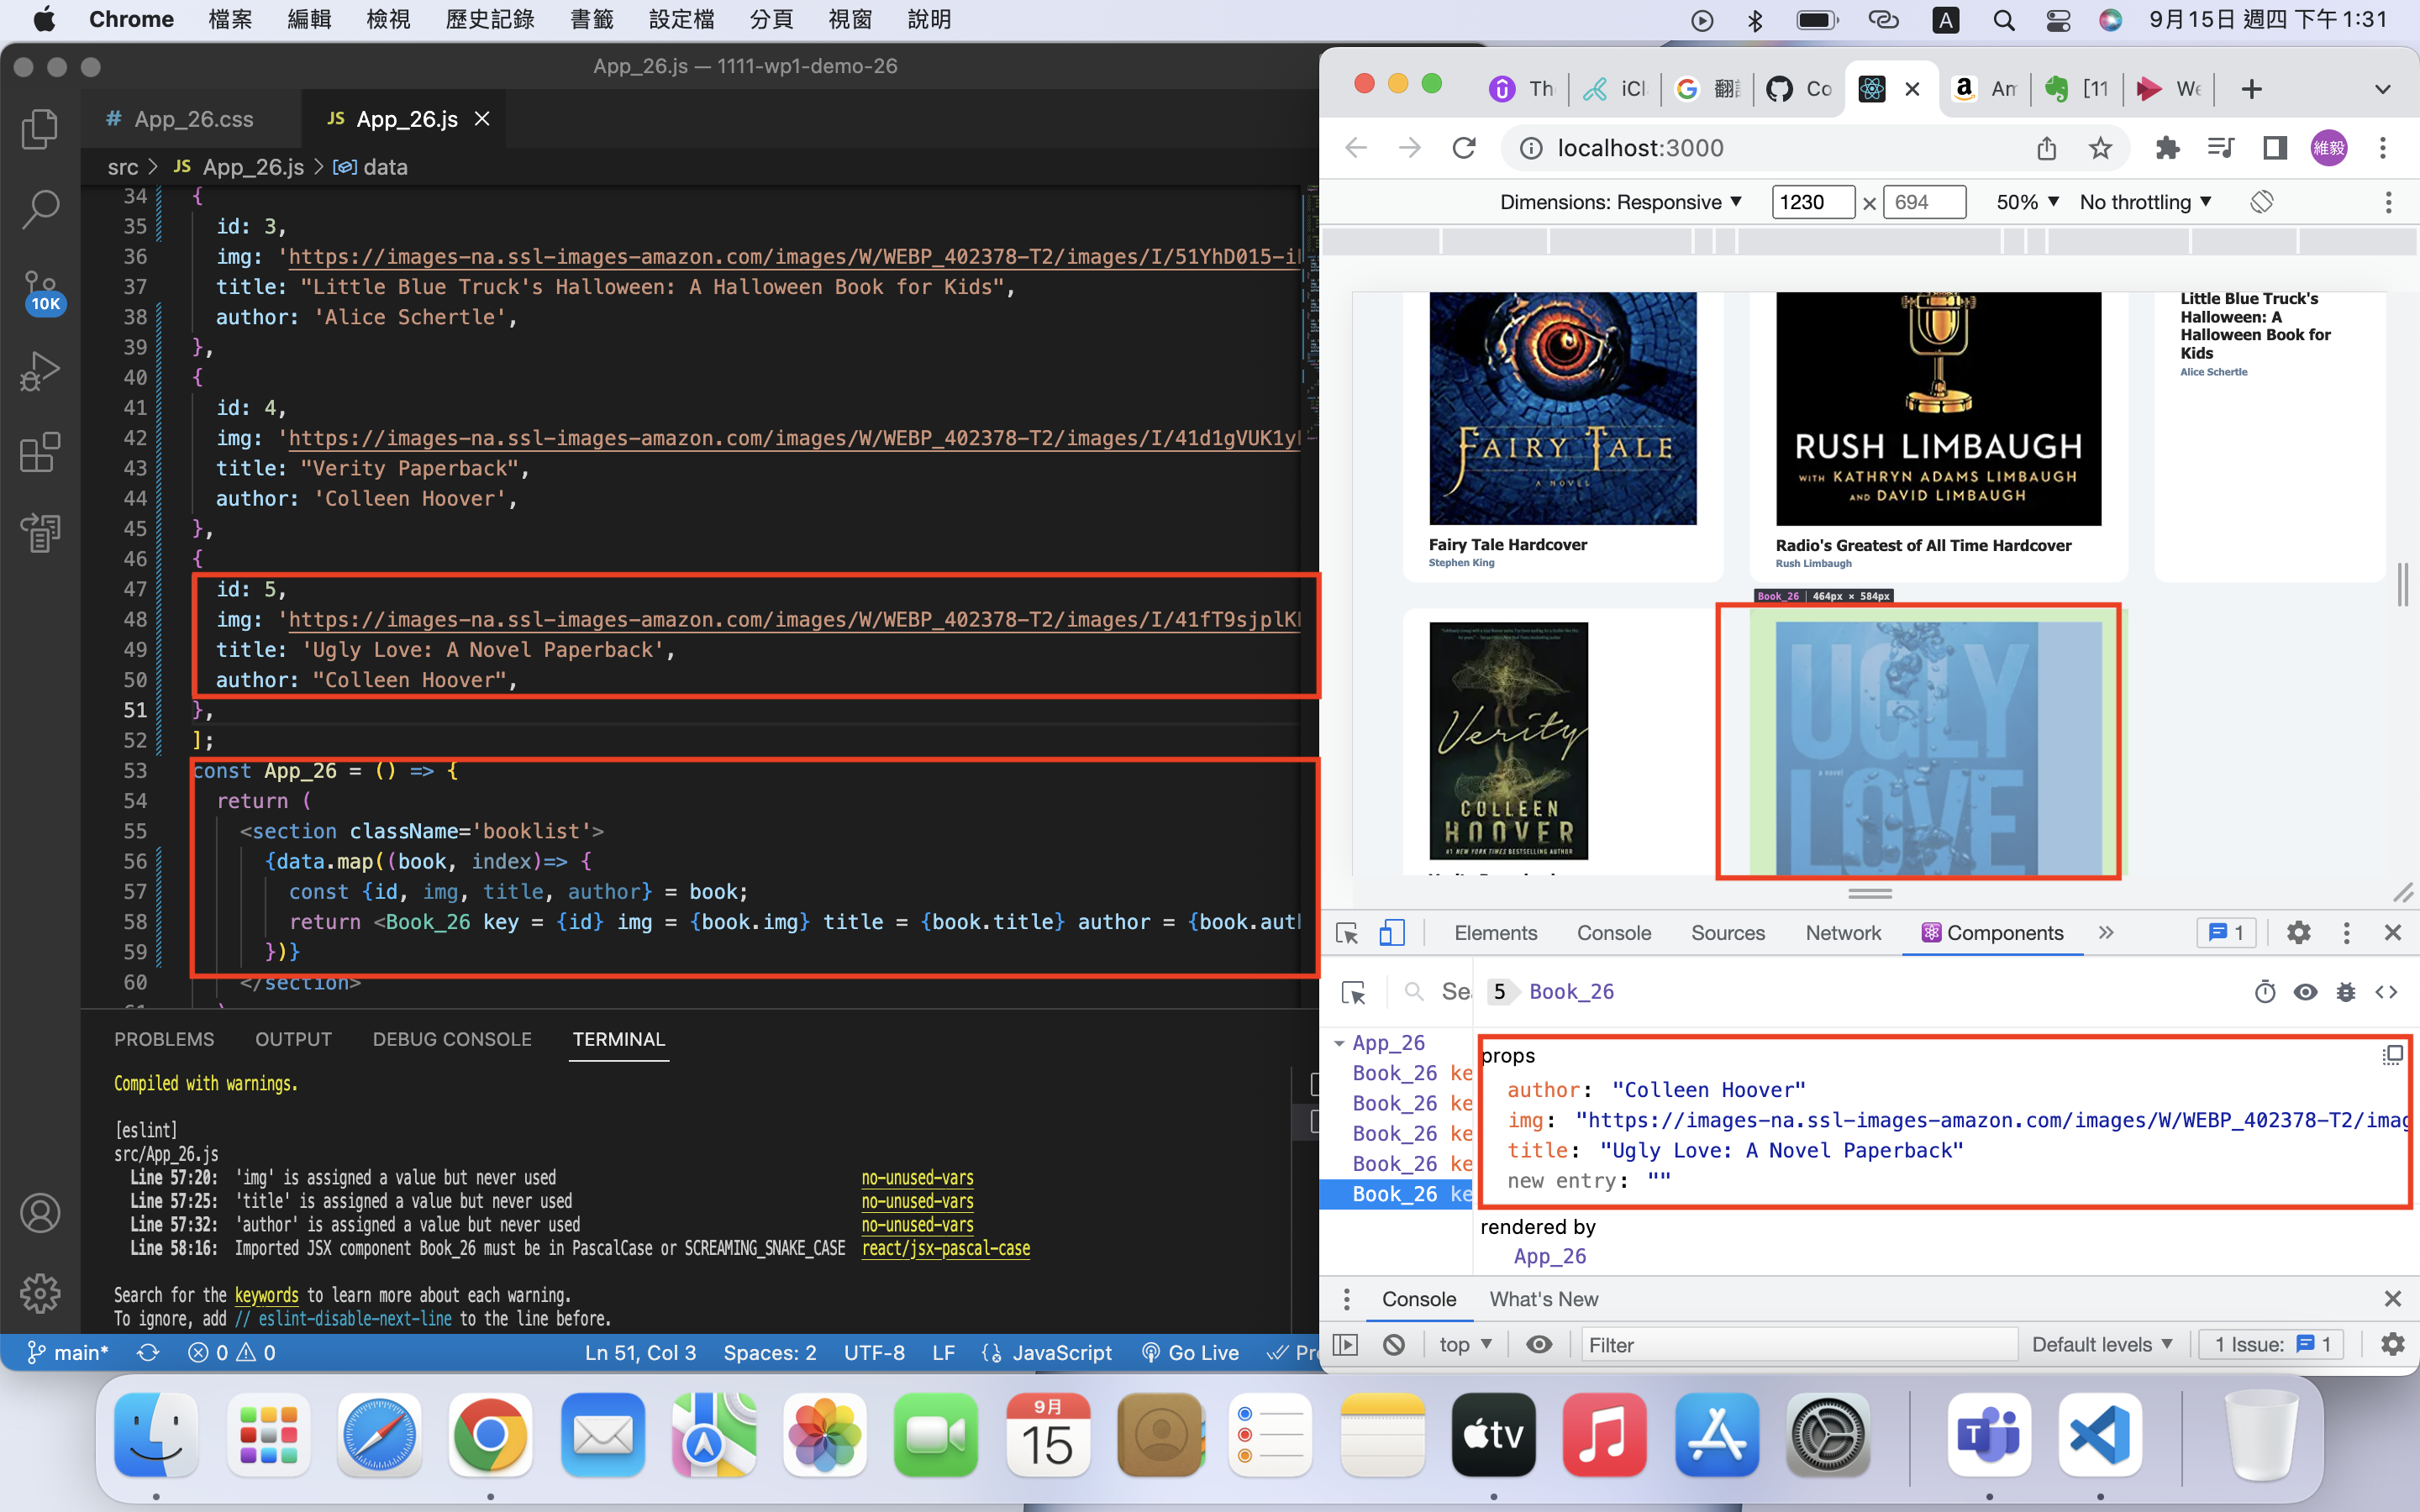 Chrome 檔案 編輯 檢視 歷史記錄 書籤 設定檔 分頁 視窗 說明
A 9月15日 週四 下午1:31
App_26.js — 1111-wp1-demo-26
# App_26.css JS App_26.js
src > JS App_26.js > data
34 {
35 id: 3,
36 img: 'https://images-na.ssl-images-amazon.com/images/W/WEBP_402378-T2/images/I/51YhD015-i
37 title: "Little Blue Truck's Halloween: A Halloween Book for Kids",
38 author: 'Alice Schertle',
39 },
40 {
41 id: 4,
42 img: 'https://images-na.ssl-images-amazon.com/images/W/WEBP_402378-T2/images/I/41d1gVUK1y
43 title: "Verity Paperback",
44 author: 'Colleen Hoover',
45 },
46 {
47 id: 5,
48 img: 'https://images-na.ssl-images-amazon.com/images/W/WEBP_402378-T2/images/I/41fT9sjplK
49 title: 'Ugly Love: A Novel Paperback',
50 author: "Colleen Hoover",
51 },
52 ];
53 const App_26 = () => {
54 return (
55 <section className='booklist'>
56 {data.map((book, index)=> {
57 const {id, img, title, author} = book;
58 return <Book_26 key = {id} img = {book.img} title = {book.title} author = {book.aut
59 })}
60 </section>
10K
PROBLEMS OUTPUT DEBUG CONSOLE TERMINAL
Compiled with warnings.
[eslint]
src/App_26.js
Line 57:20: 'img' is assigned a value but never used no-unused-vars
Line 57:25: 'title' is assigned a value but never used no-unused-vars
Line 57:32: 'author' is assigned a value but never used no-unused-vars
Line 58:16: Imported JSX component Book_26 must be in PascalCase or SCREAMING_SNAKE_CASE react/jsx-pascal-case
Search for the keywords to learn more about each warning.
To ignore, add // eslint-disable-next-line to the line before.
main* 0 0 Ln 51, Col 3 Spaces: 2 UTF-8 LF JavaScript Go Live Pr
Th iCl 翻 Co Am [11 We
localhost:3000 維毅
Dimensions: Responsive 1230 × 694 50% No throttling
FAIRY TALE
A NOVEL
Fairy Tale Hardcover
Stephen King
RUSH LIMBAUGH
WITH KATHRYN ADAMS LIMBAUGH
AND DAVID LIMBAUGH
Radio's Greatest of All Time Hardcover
Rush Limbaugh
Little Blue Truck's
Halloween: A
Halloween Book for
Kids
Alice Schertle
Book_26 | 464px × 584px
Verity
COLLEEN
HOOVER
#1 NEW YORK TIMES BESTSELLING AUTHOR
UGLY
a novel
LOVE
Elements Console Sources Network Components 1
Sea 5 Book_26
App_26
Book_26 ke
Book_26 ke
Book_26 ke
Book_26 ke
Book_26 ke
props
author: "Colleen Hoover"
img: "https://images-na.ssl-images-amazon.com/images/W/WEBP_402378-T2/imag
title: "Ugly Love: A Novel Paperback"
new entry: ""
rendered by
App_26
Console What's New
top Filter Default levels 1 Issue: 1
9月
15
tv
T